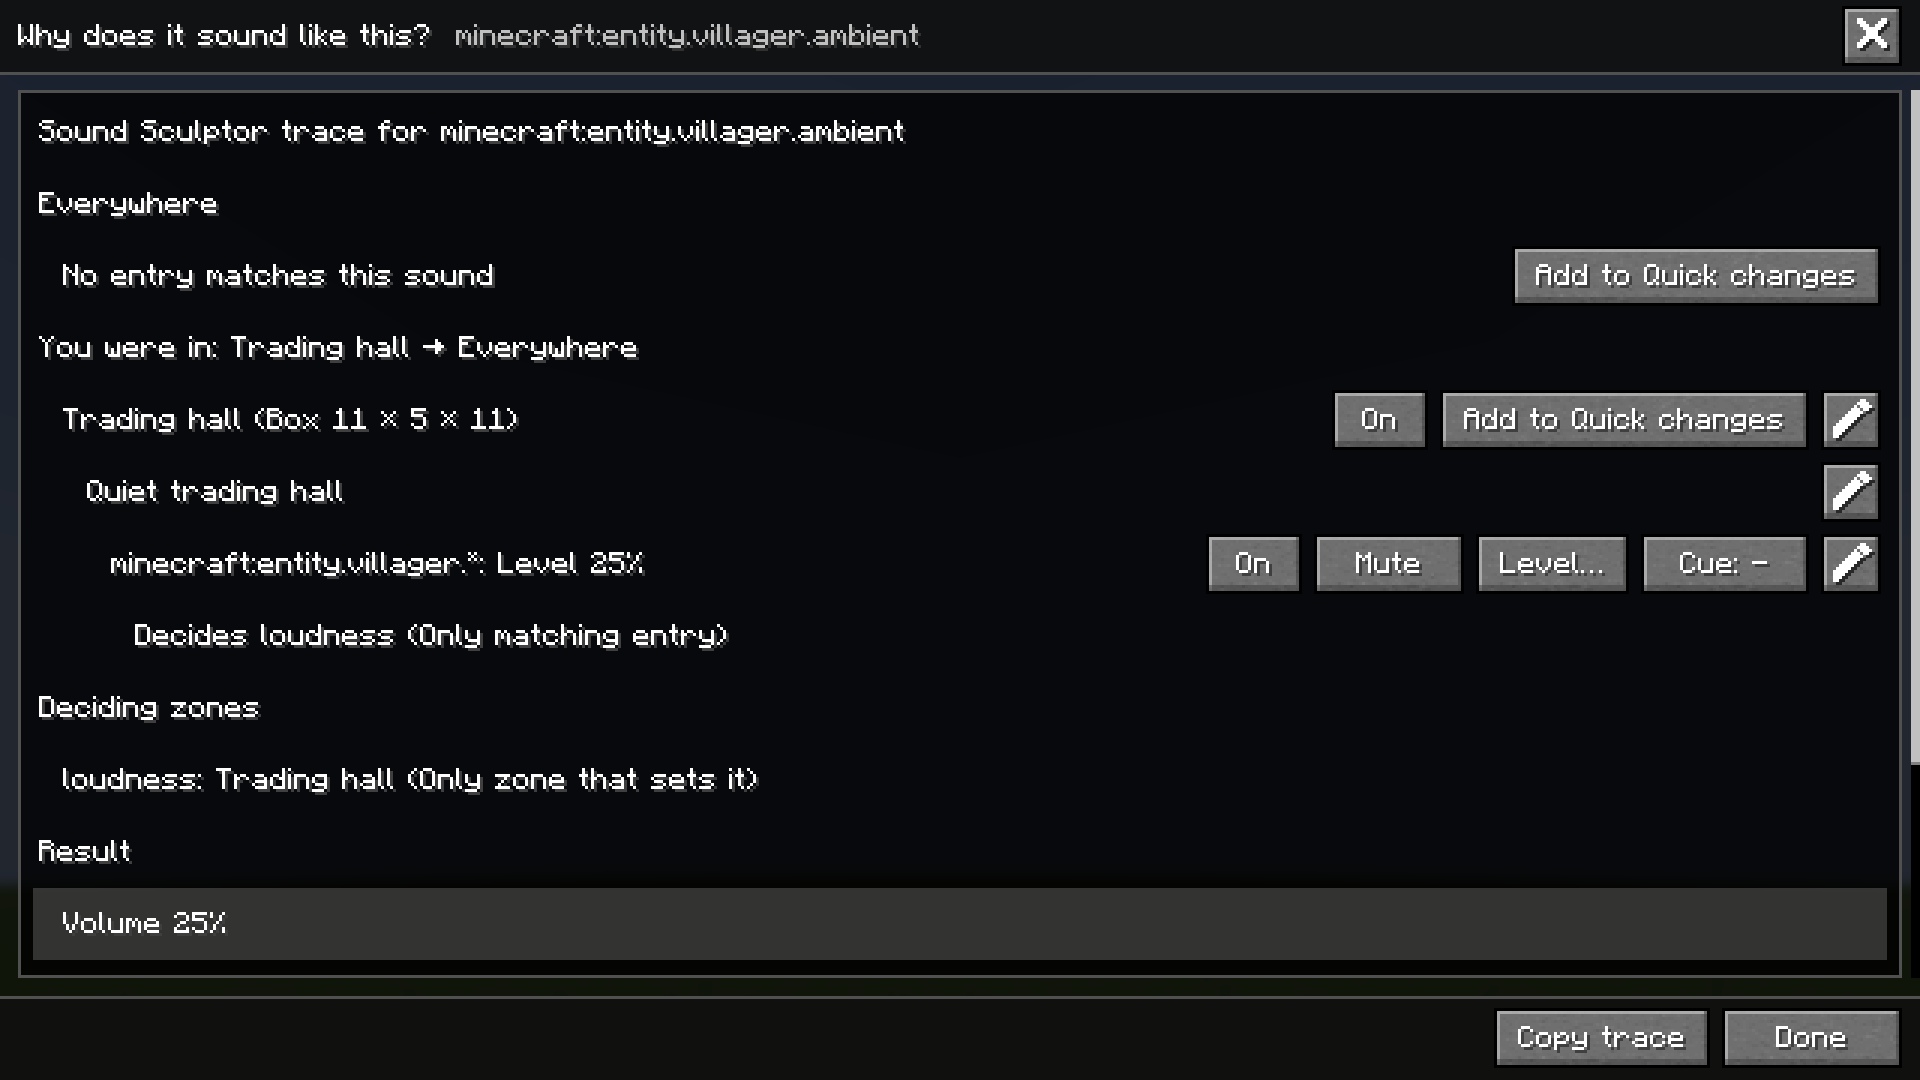 Why does it sound like this? minecraft:entity.villager.ambient
Sound Sculptor trace for minecraft:entity.villager.ambient
Everywhere
No entry matches this sound Add to Quick changes
You were in: Trading hall → Everywhere
Trading hall (Box 11 × 5 × 11) On Add to Quick changes
Quiet trading hall
minecraft:entity.villager.*: Level 25% On Mute Level... Cue: –
Decides loudness (Only matching entry)
Deciding zones
loudness: Trading hall (Only zone that sets it)
Result
Volume 25%
Copy trace Done